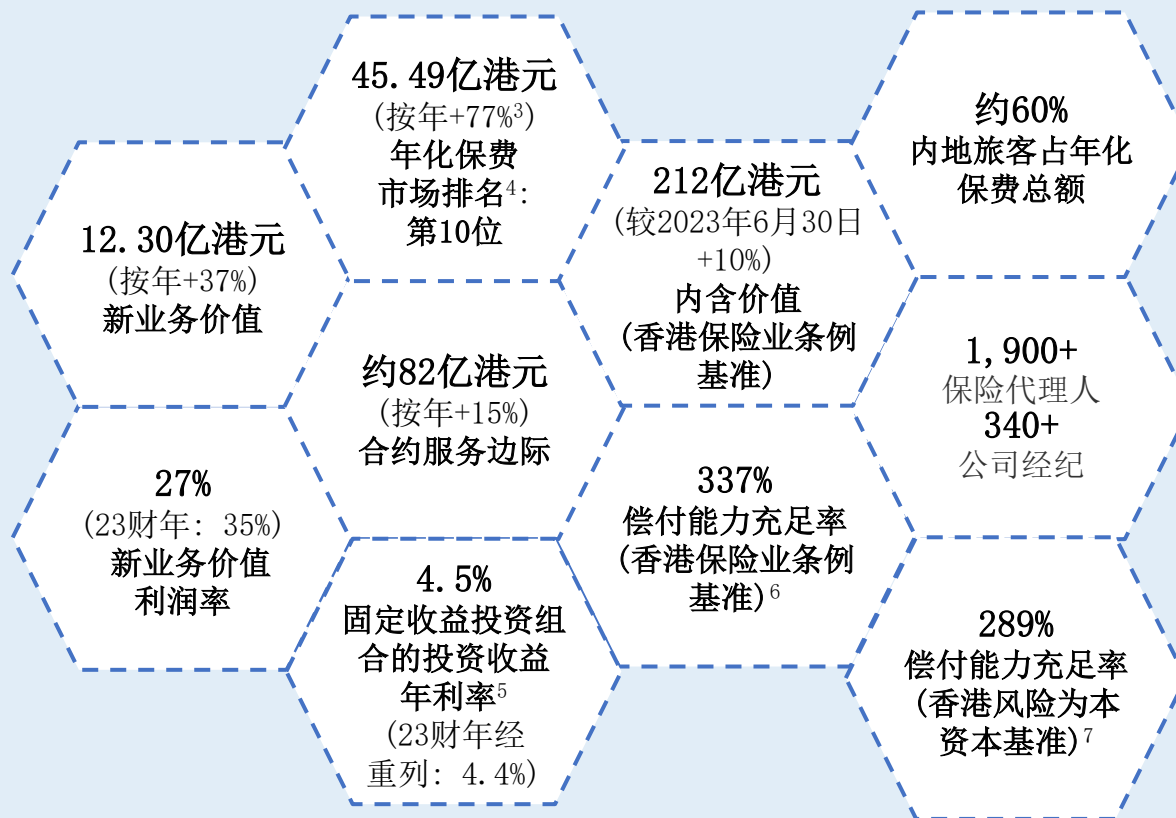 45.49亿港元
(按年+77%³)
年化保费
市场排名⁴:
第10位
约60%
内地旅客占年化
保费总额
12.30亿港元
(按年+37%)
新业务价值
212亿港元
(较2023年6月30日
+10%)
内含价值
(香港保险业条例
基准)
约82亿港元
(按年+15%)
合约服务边际
1,900+
保险代理人
340+
公司经纪
27%
(23财年: 35%)
新业务价值
利润率
337%
偿付能力充足率
(香港保险业条例
基准)⁶
4.5%
固定收益投资组
合的投资收益
年利率⁵
(23财年经
重列: 4.4%)
289%
偿付能力充足率
(香港风险为本
资本基准)⁷